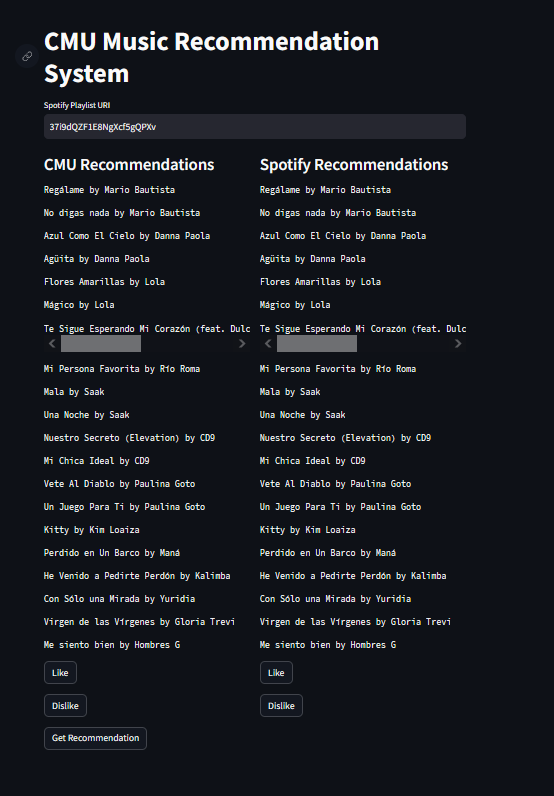 CMU Music Recommendation
System
Spotify Playlist URI
37i9dQZF1E8NgXcf5gQPXv
CMU Recommendations
Regálame by Mario Bautista
No digas nada by Mario Bautista
Azul Como El Cielo by Danna Paola
Agüita by Danna Paola
Flores Amarillas by Lola
Mágico by Lola
Te Sigue Esperando Mi Corazón (feat. Dulc
Mi Persona Favorita by Río Roma
Mala by Saak
Una Noche by Saak
Nuestro Secreto (Elevation) by CD9
Mi Chica Ideal by CD9
Vete Al Diablo by Paulina Goto
Un Juego Para Ti by Paulina Goto
Kitty by Kim Loaiza
Perdido en Un Barco by Maná
He Venido a Pedirte Perdón by Kalimba
Con Sólo una Mirada by Yuridia
Virgen de las Vírgenes by Gloria Trevi
Me siento bien by Hombres G
Like
Dislike
Get Recommendation
Spotify Recommendations
Regálame by Mario Bautista
No digas nada by Mario Bautista
Azul Como El Cielo by Danna Paola
Agüita by Danna Paola
Flores Amarillas by Lola
Mágico by Lola
Te Sigue Esperando Mi Corazón (feat. Dulc
Mi Persona Favorita by Río Roma
Mala by Saak
Una Noche by Saak
Nuestro Secreto (Elevation) by CD9
Mi Chica Ideal by CD9
Vete Al Diablo by Paulina Goto
Un Juego Para Ti by Paulina Goto
Kitty by Kim Loaiza
Perdido en Un Barco by Maná
He Venido a Pedirte Perdón by Kalimba
Con Sólo una Mirada by Yuridia
Virgen de las Vírgenes by Gloria Trevi
Me siento bien by Hombres G
Like
Dislike